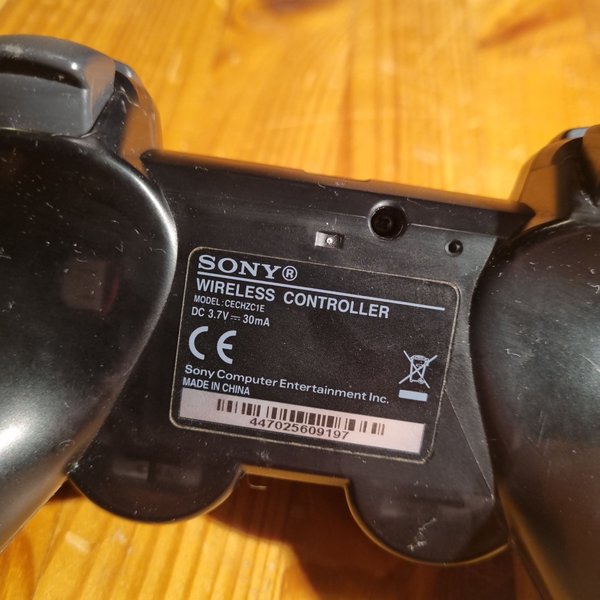 SONY®
WIRELESS CONTROLLER
MODEL: CECHZC1E
DC 3.7V ⎓ 30mA
CE
Sony Computer Entertainment Inc.
MADE IN CHINA
447025609197